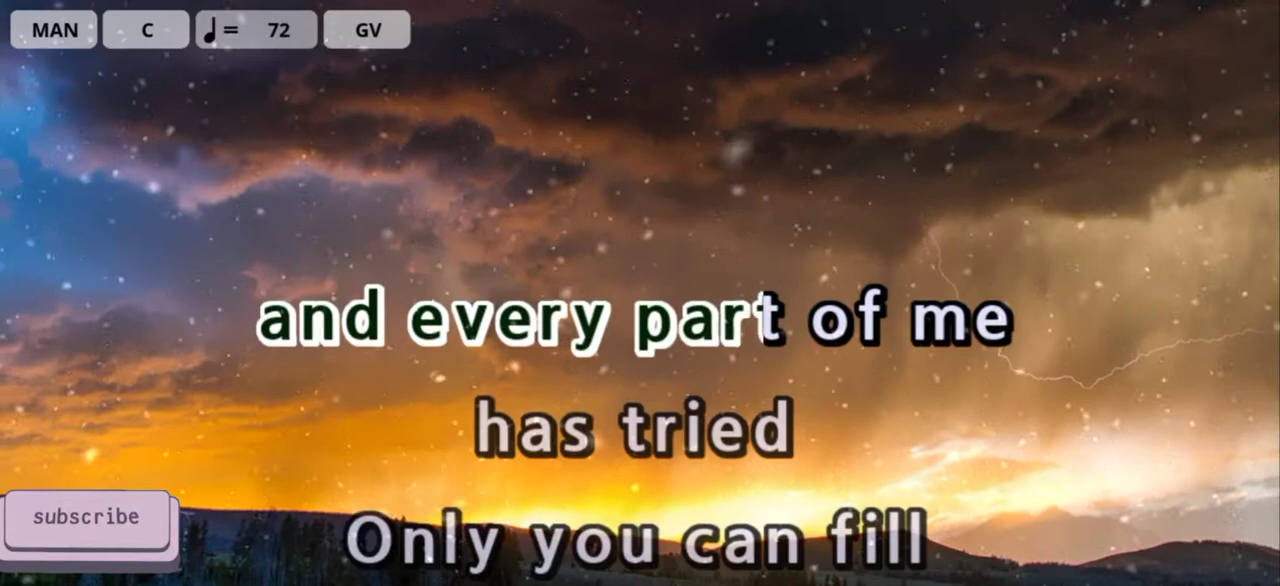 MAN C ♩= 72 GV
and every part of me
has tried
Only you can fill
subscribe